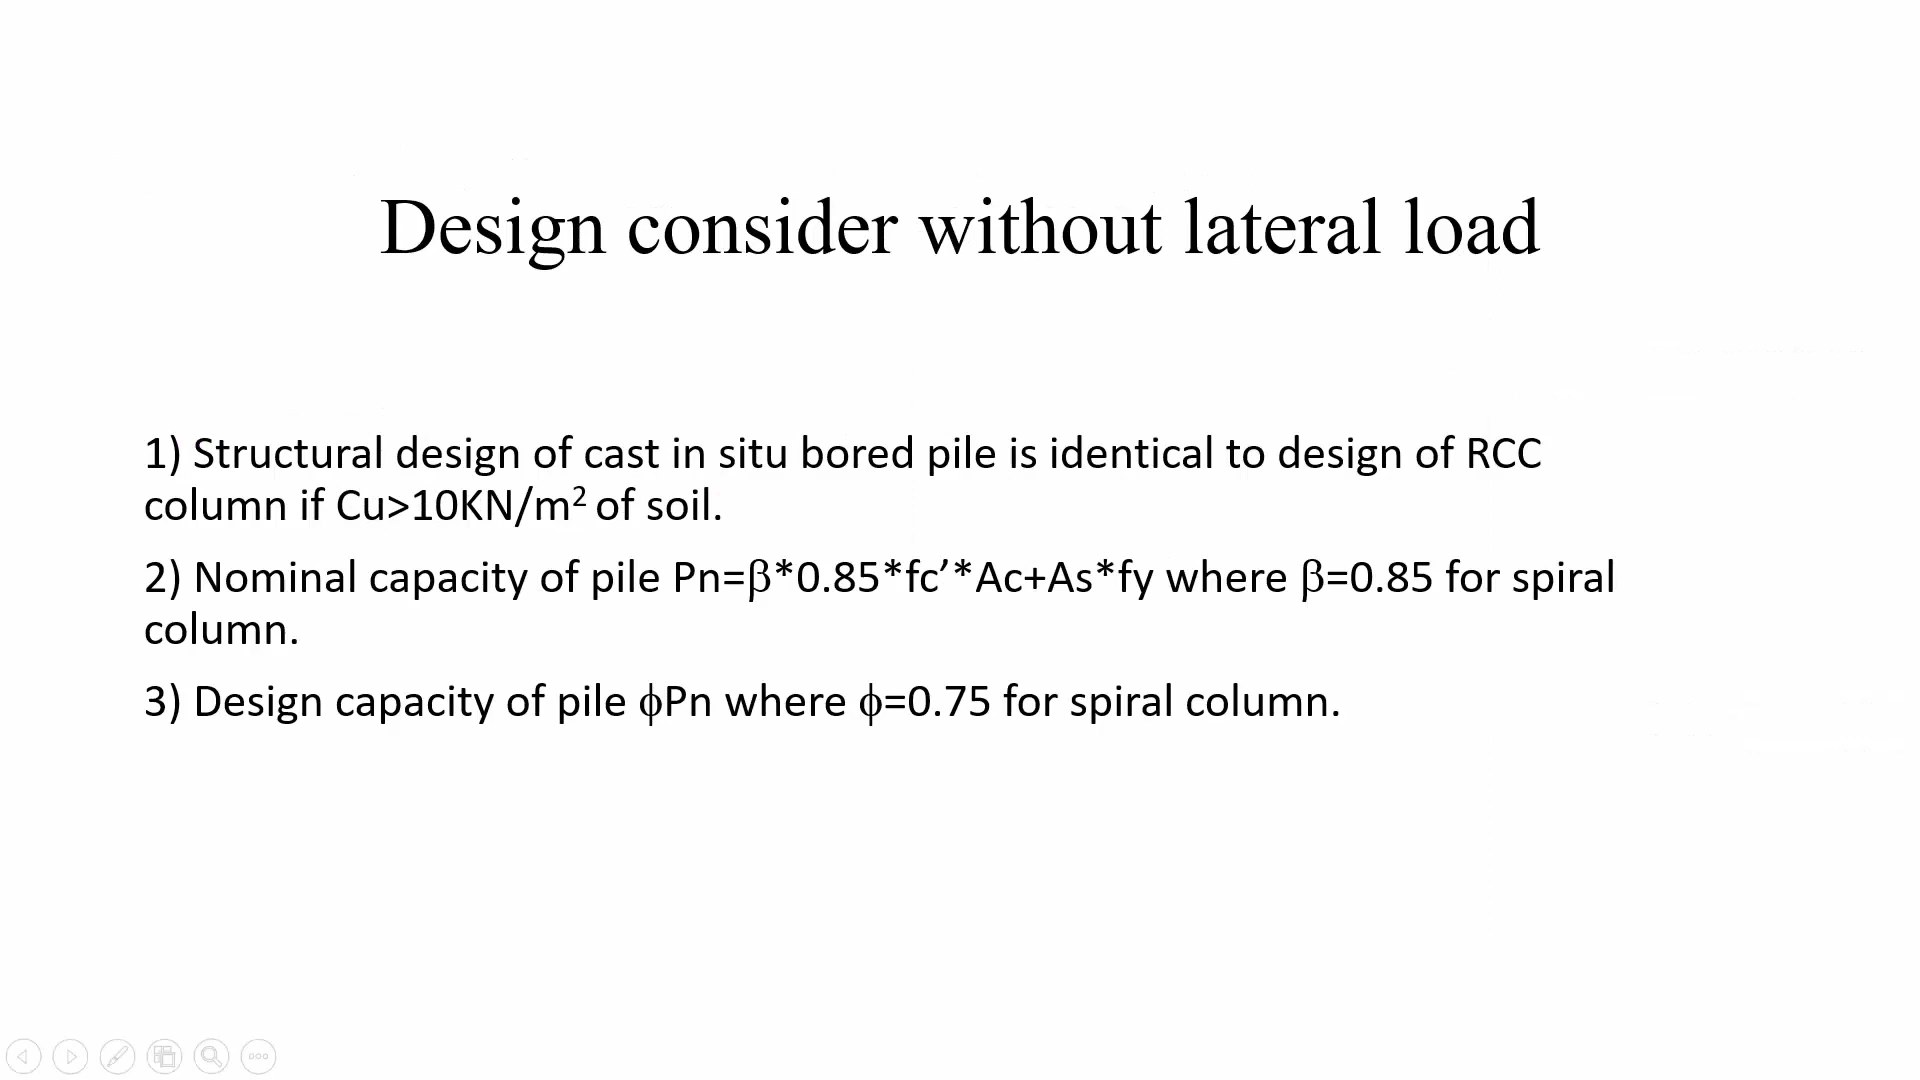 Design consider without lateral load
1) Structural design of cast in situ bored pile is identical to design of RCC
column if Cu>10KN/m² of soil.
2) Nominal capacity of pile Pn=β*0.85*fc’*Ac+As*fy where β=0.85 for spiral
column.
3) Design capacity of pile ϕPn where ϕ=0.75 for spiral column.